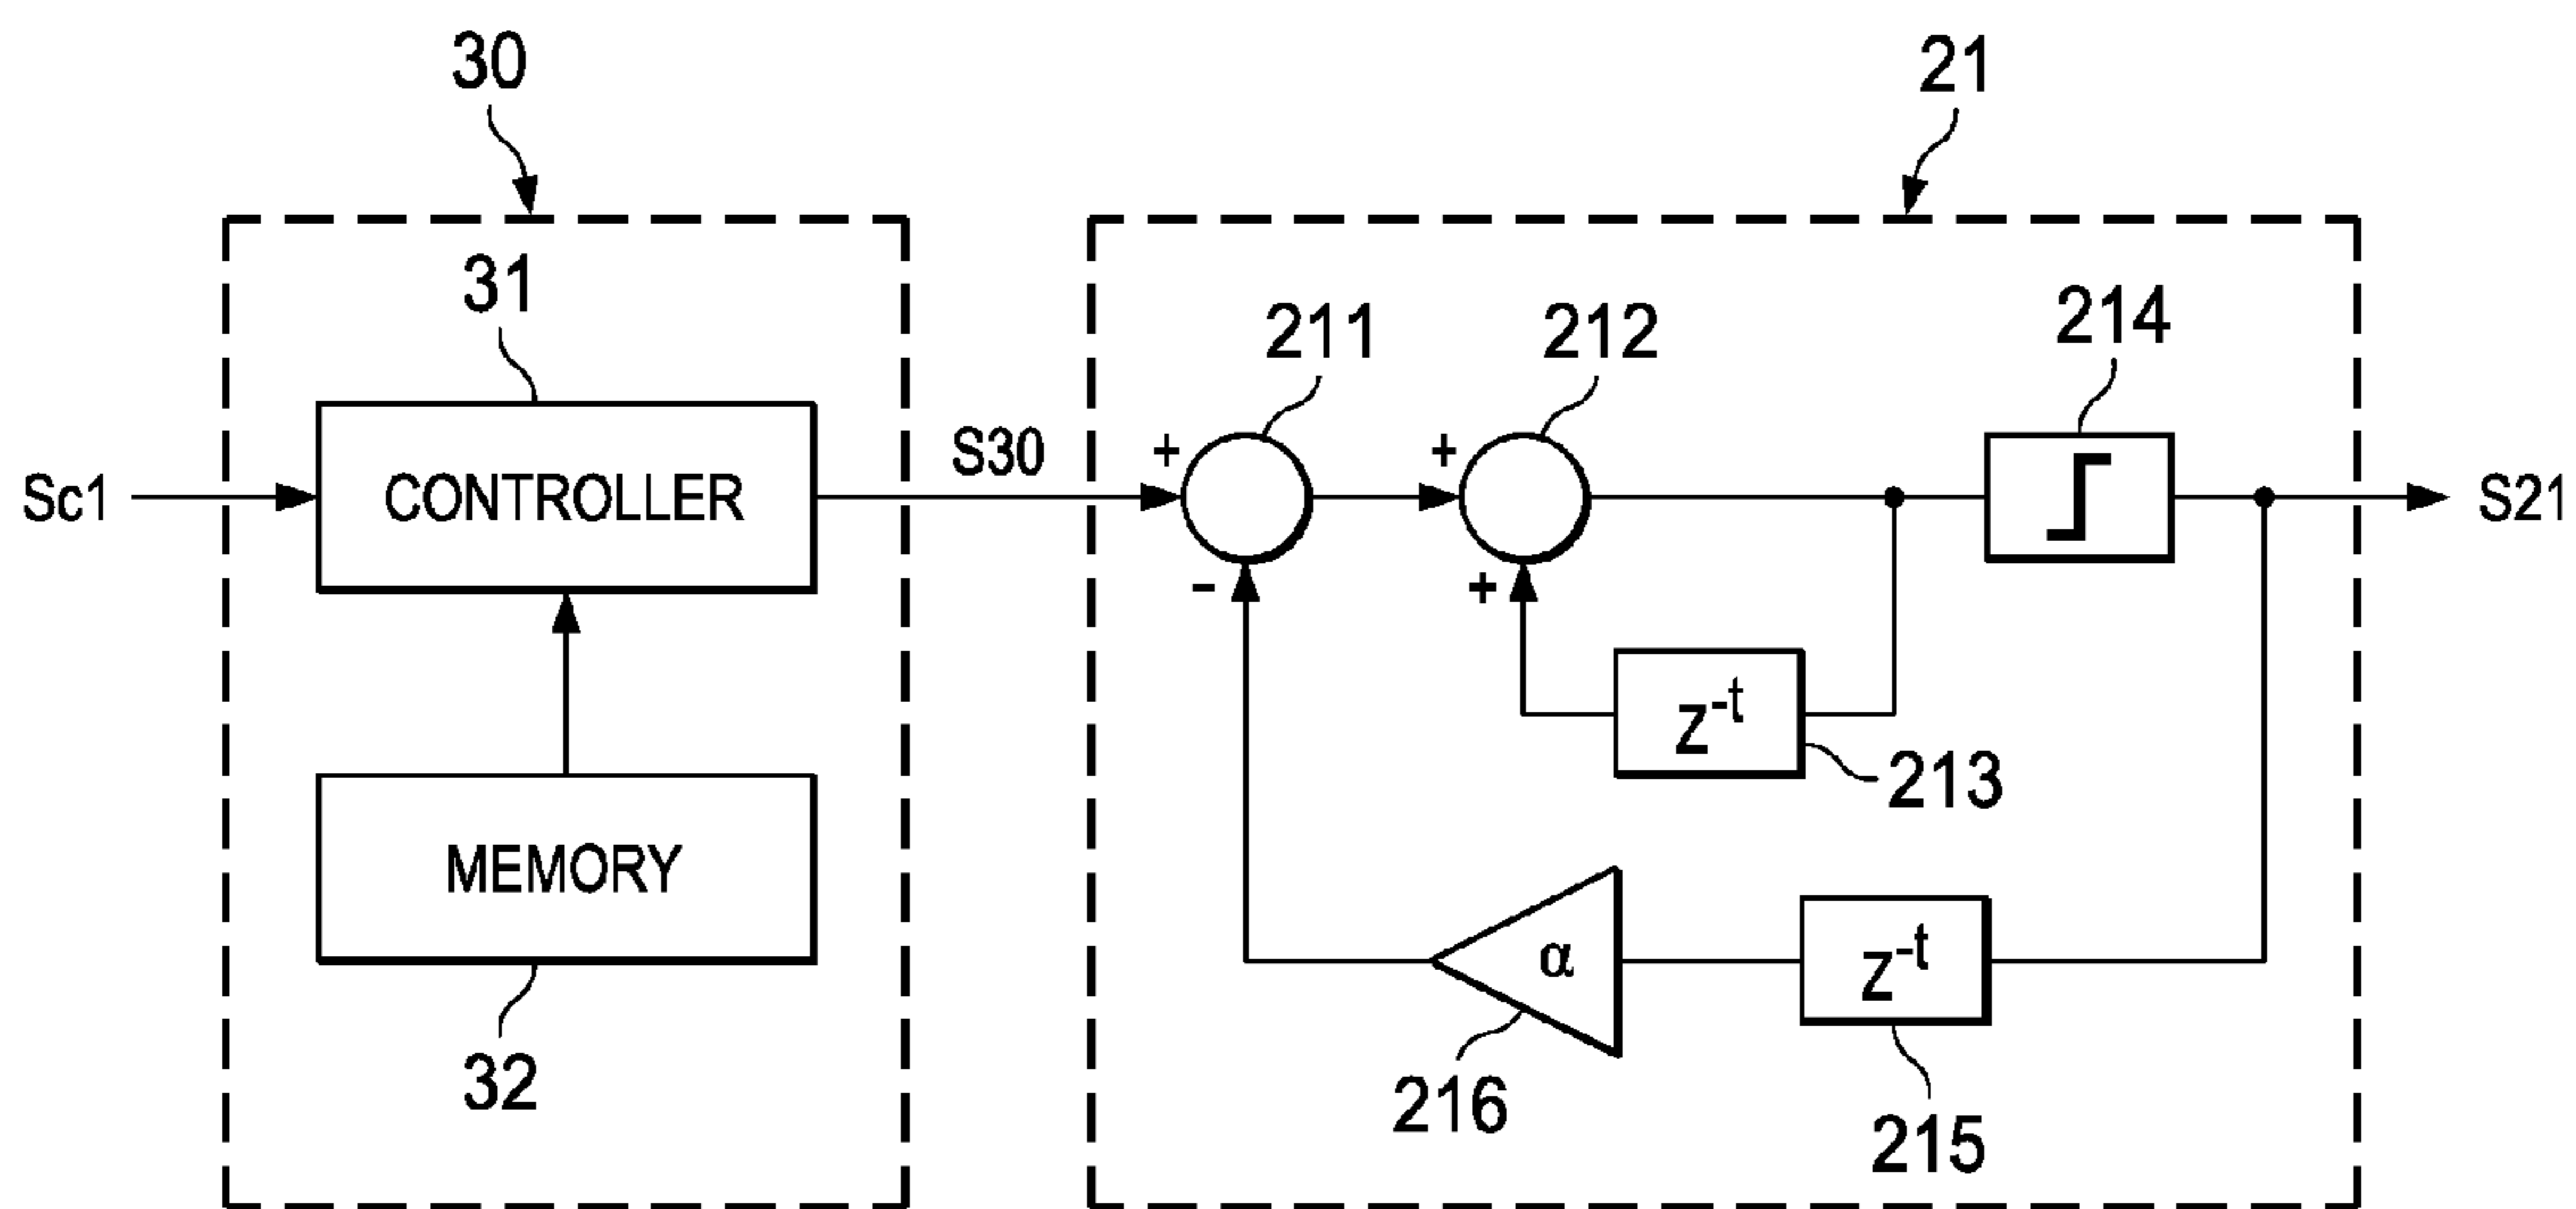 30
21
31
211
212
214
Sc1
CONTROLLER
S30
+
+
S21
-
+
z-t
213
MEMORY
α
z-t
32
216
215